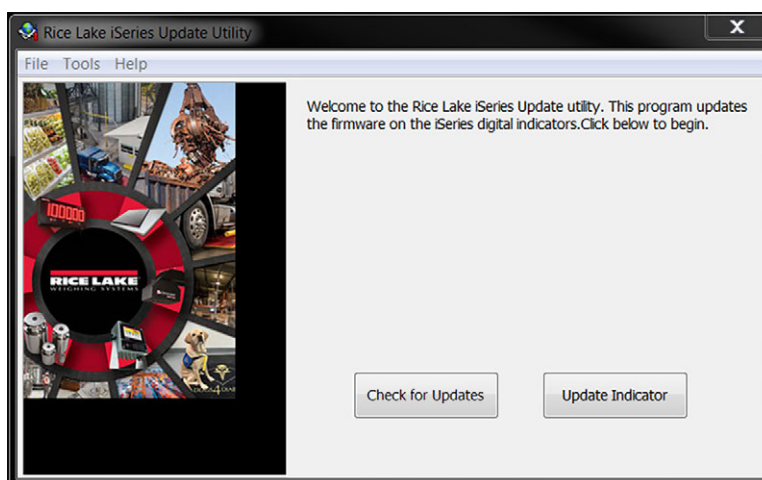 Rice Lake iSeries Update Utility
X
File Tools Help
Welcome to the Rice Lake iSeries Update utility. This program updates
the firmware on the iSeries digital indicators.Click below to begin.
100000
RICE LAKE
WEIGHING SYSTEMS
Check for Updates
Update Indicator